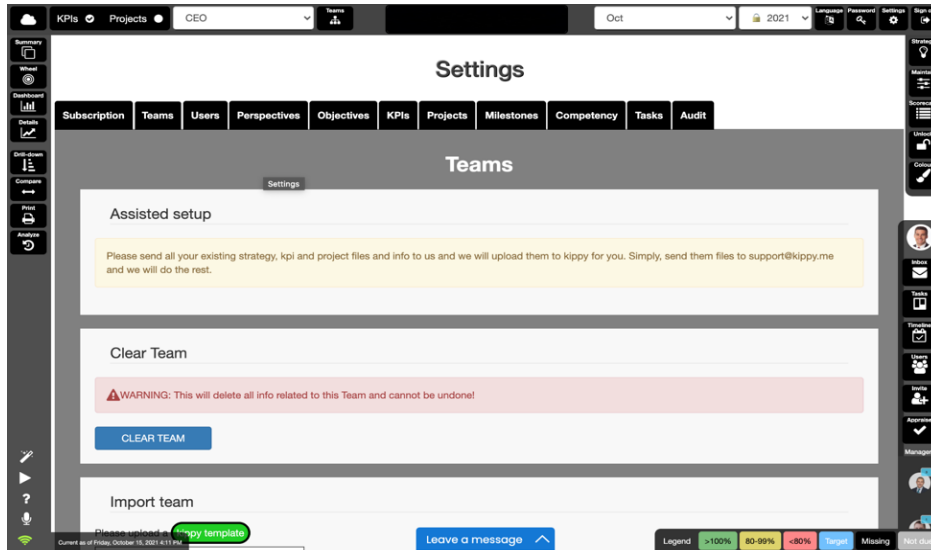 KPIs Projects CEO Teams Oct 2021 Language Password Settings Sign o
Summary
Wheel
Dashboard
Details
Drill-down
Compare
Print
Analyze
Settings
Subscription Teams Users Perspectives Objectives KPIs Projects Milestones Competency Tasks Audit
Teams
Settings
Assisted setup
Please send all your existing strategy, kpi and project files and info to us and we will upload them to kippy for you. Simply, send them files to support@kippy.me
and we will do the rest.
Clear Team
WARNING: This will delete all info related to this Team and cannot be undone!
CLEAR TEAM
Import team
Please upload a kippy template
Current as of Friday, October 15, 2021 4:11 PM
Leave a message
Legend >100% 80-99% <80% Target Missing Not due
Strateg
Maintai
Scoreca
Unlock
Colou
Inbox
Tasks
Timeline
Users
Invite
Appraise
Manager